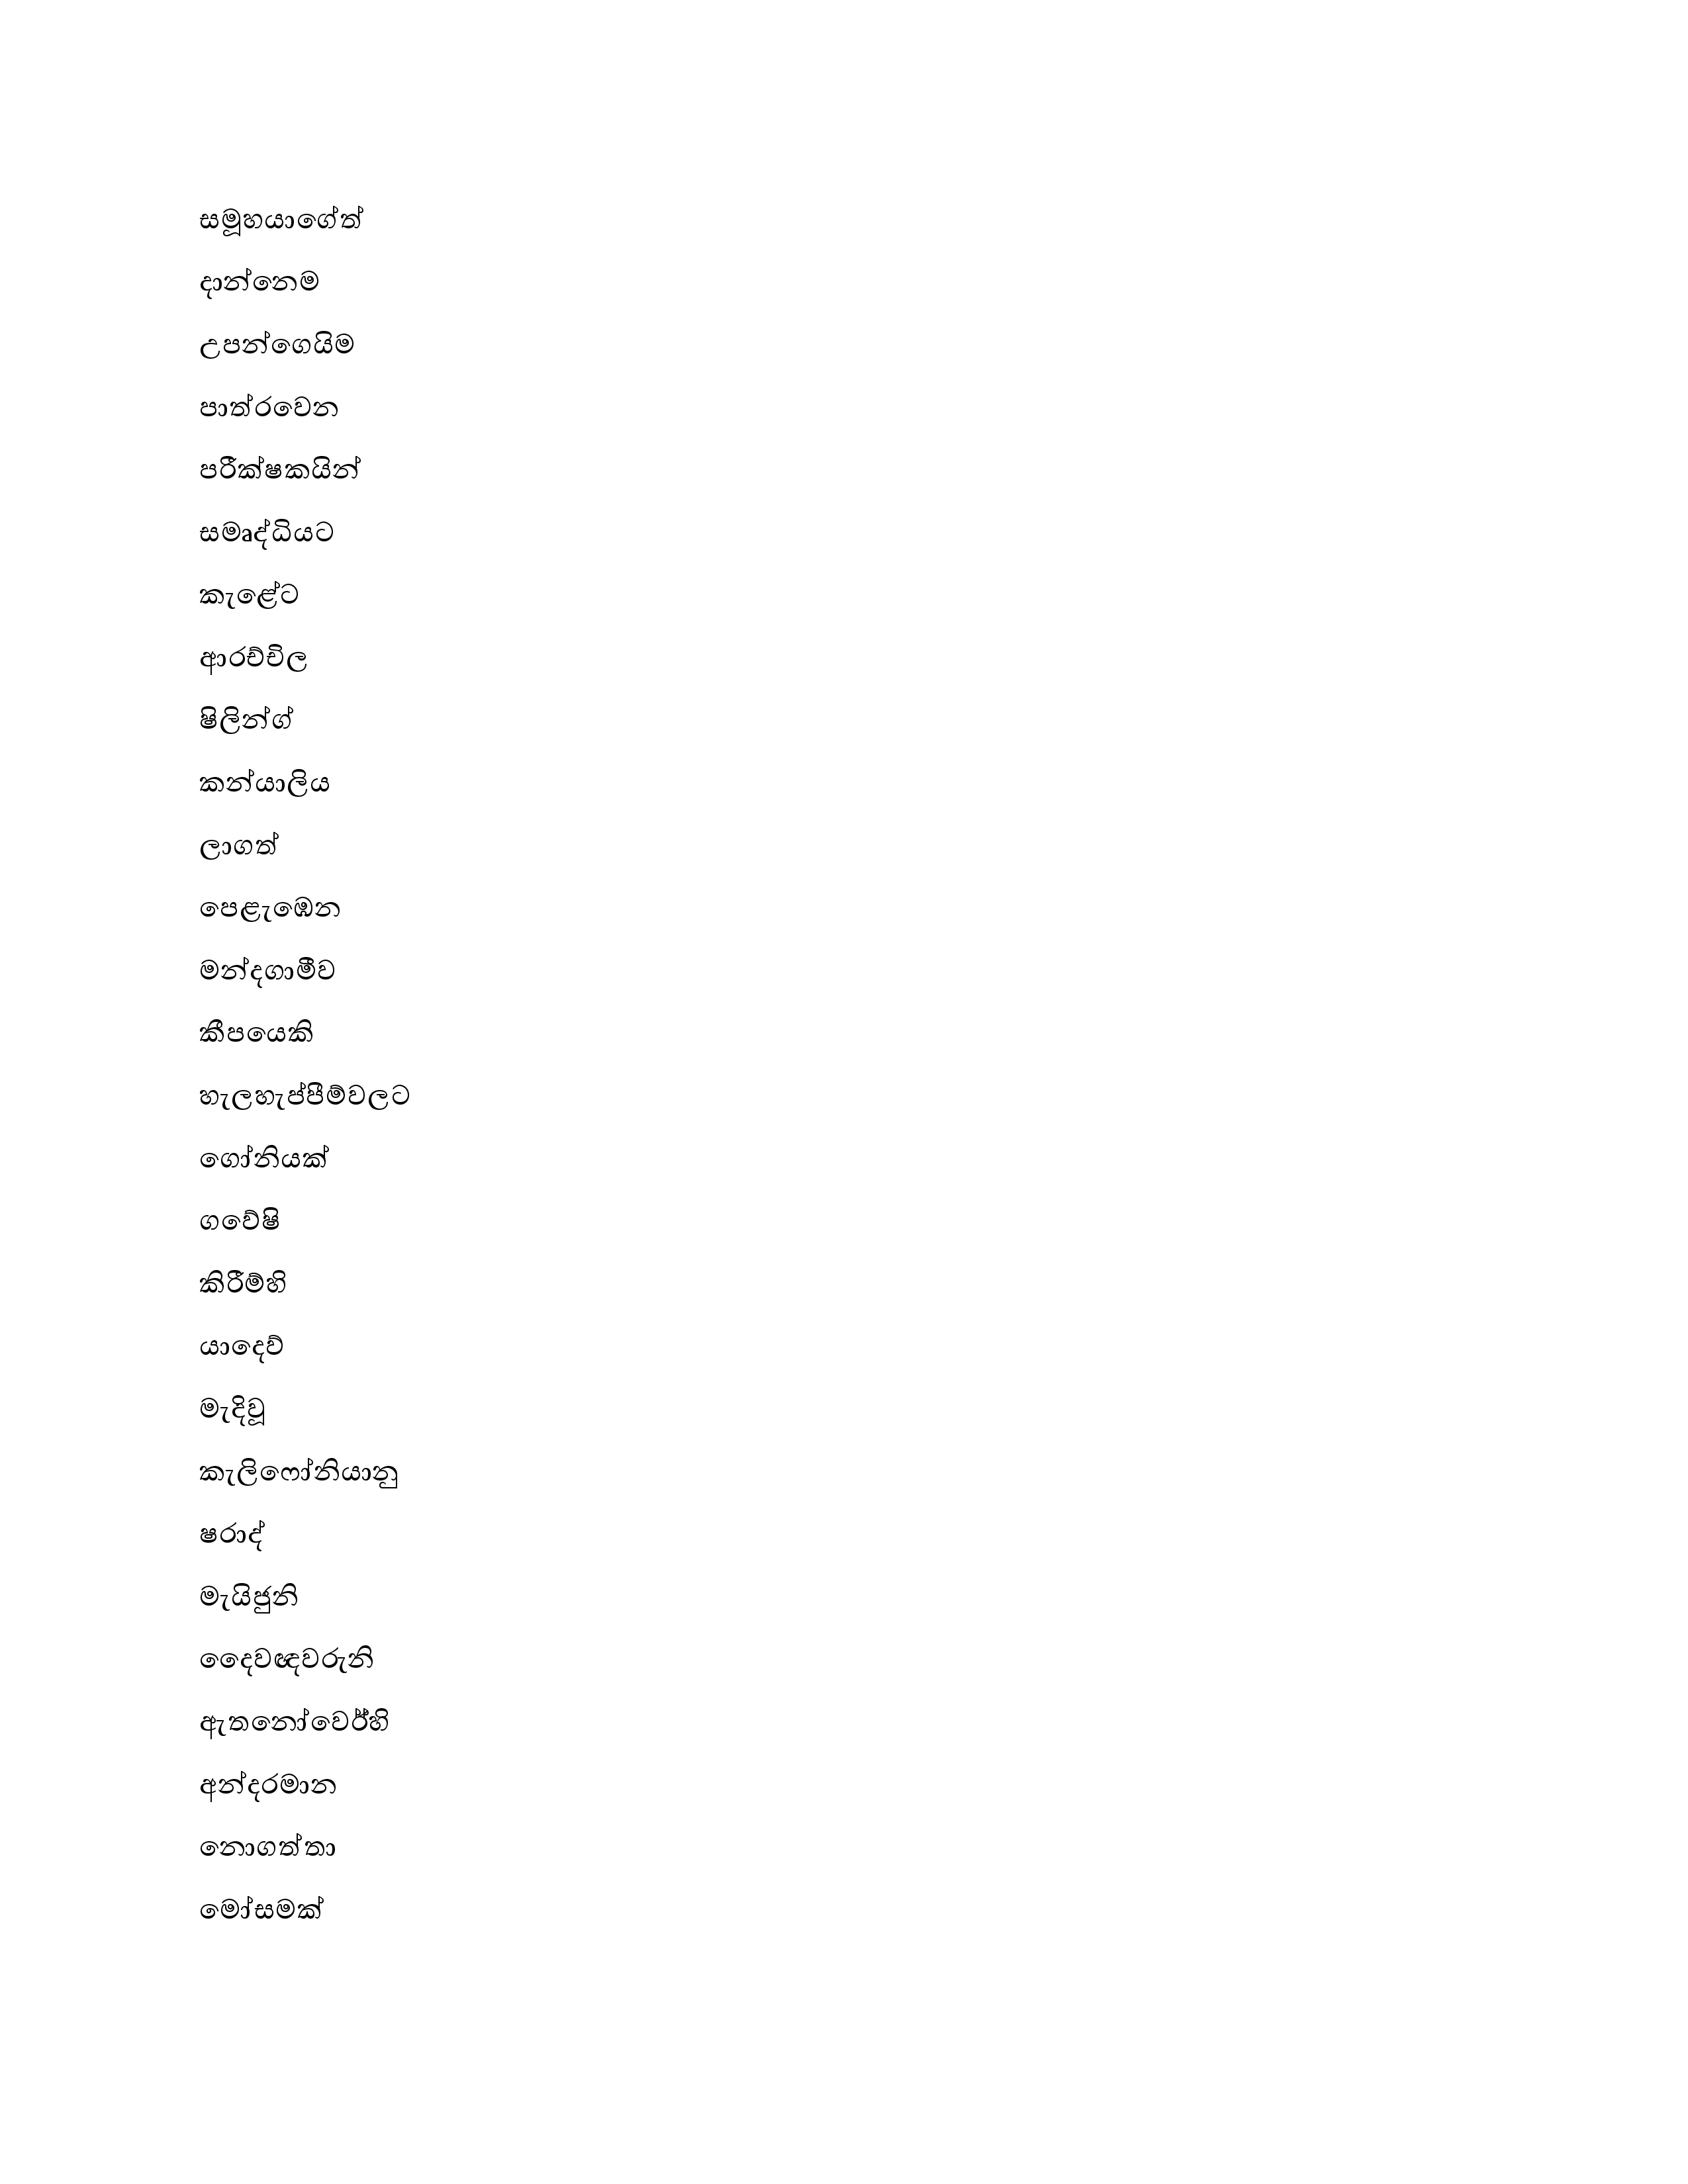 සමූහයාගේත්
දාන්නෙම
උපන්ගෙයිම
පාත්රවෙන
පරීක්ෂකයින්
සමෘද්ධියට
කැළේට
ආරච්චිල
ෂිලින්ග්
කන්යාලිය
ලාගත්
පෙළැඹෙන
මන්දගාමීව
කීපයෙකි
හැලහැප්පීම්වලට
ගෝනියක්
ගවේෂි
කිරීම්හි
යාදෙව්
මැදිවූ
කැලිෆෝනියානු
ෂරාද්
මැයිජුනි
දෛවඥවරුනි
ඇතනෝවෙර්හි
අන්දරමාන
නොගත්තා
මෝසමක්